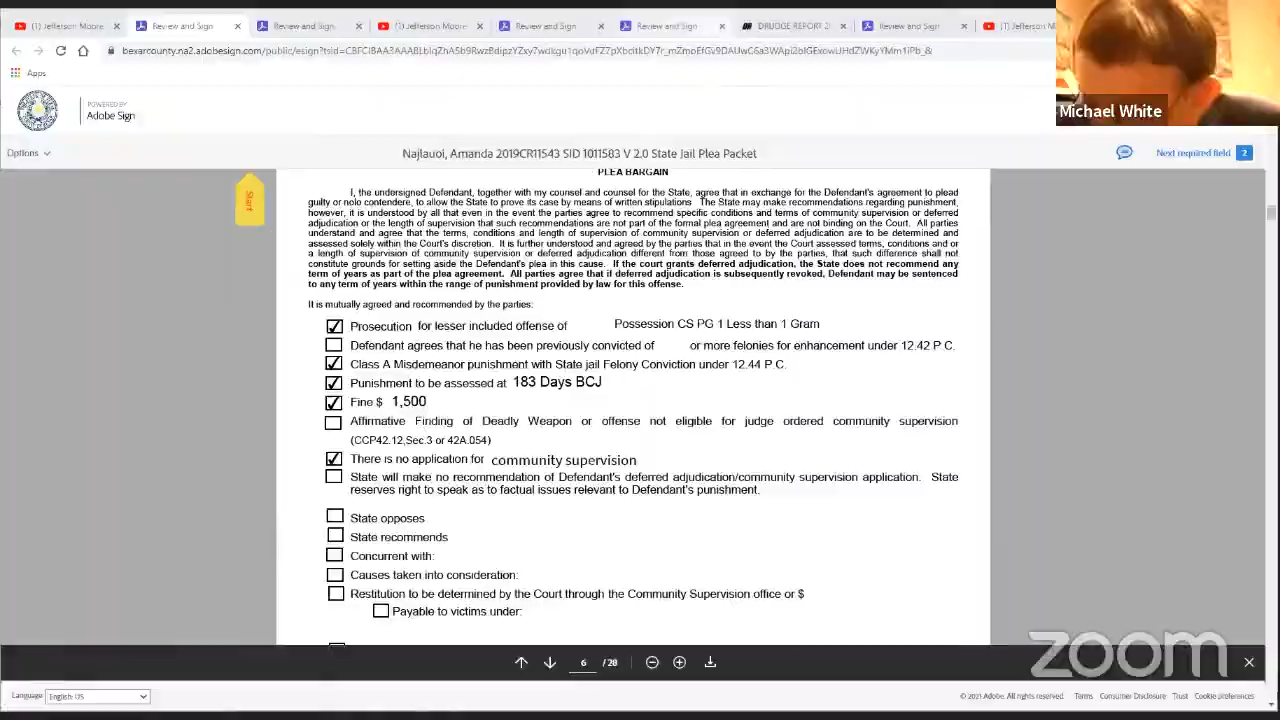 (1) Jefferson Moore
Review and Sign
Review and Sign
(1) Jefferson Moore
Review and Sign
Review and Sign
DRUDGE REPORT 2
Review and Sign
(1) Jefferson
Apps
POWERED BY
Adobe Sign
Michael White
Options
Najlauoi, Amanda 2019CR11543 SID 1011583 V 2.0 State Jail Plea Packet
Next required field 2
Start
PLEA BARGAIN
I, the undersigned Defendant, together with my counsel and counsel for the State, agree that in exchange for the Defendant's agreement to plead
guilty or nolo contendere, to allow the State to prove its case by means of written stipulations The State may make recommendations regarding punishment,
however, it is understood by all that even in the event the parties agree to recommend specific conditions and terms of community supervision or deferred
adjudication or the length of supervision that such recommendations are not part of the formal plea agreement and are not binding on the Court. All parties
understand and agree that the terms, conditions and length of supervision of community supervision or deferred adjudication are to be determined and
assessed solely within the Court's discretion. It is further understood and agreed by the parties that in the event the Court assessed terms, conditions and or
a length of supervision of community supervision or deferred adjudication different from those agreed to by the parties, that such difference shall not
constitute grounds for setting aside the Defendant's plea in this cause. If the court grants deferred adjudication, the State does not recommend any
term of years as part of the plea agreement. All parties agree that if deferred adjudication is subsequently revoked, Defendant may be sentenced
to any term of years within the range of punishment provided by law for this offense.
It is mutually agreed and recommended by the parties:
Prosecution for lesser included offense of Possession CS PG 1 Less than 1 Gram
Defendant agrees that he has been previously convicted of or more felonies for enhancement under 12.42 P C.
Class A Misdemeanor punishment with State jail Felony Conviction under 12.44 P C.
Punishment to be assessed at 183 Days BCJ
Fine $ 1,500
Affirmative Finding of Deadly Weapon or offense not eligible for judge ordered community supervision
(CCP42.12,Sec 3 or 42A.054)
There is no application for community supervision
State will make no recommendation of Defendant's deferred adjudication/community supervision application. State
reserves right to speak as to factual issues relevant to Defendant's punishment.
State opposes
State recommends
Concurrent with:
Causes taken into consideration:
Restitution to be determined by the Court through the Community Supervision office or $
Payable to victims under:
zoom
6 / 28
Language English: US
© 2021 Adobe. All rights reserved. Terms Consumer Disclosure Trust Cookie preferences